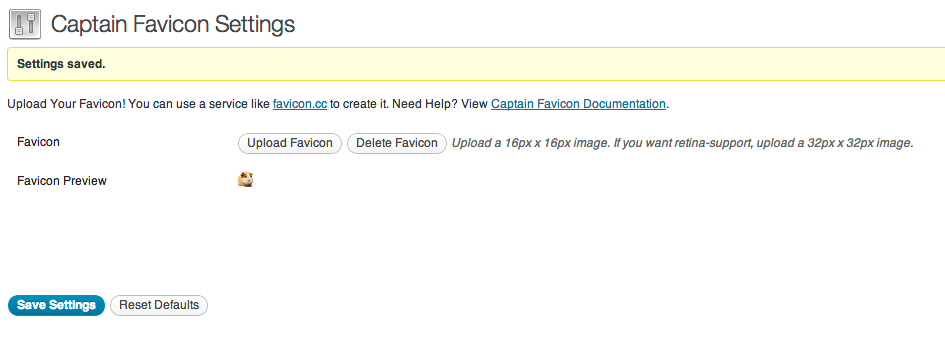 Captain Favicon Settings
Settings saved.
Upload Your Favicon! You can use a service like favicon.cc to create it. Need Help? View Captain Favicon Documentation.
Favicon Upload Favicon Delete Favicon Upload a 16px x 16px image. If you want retina-support, upload a 32px x 32px image.
Favicon Preview
Save Settings Reset Defaults